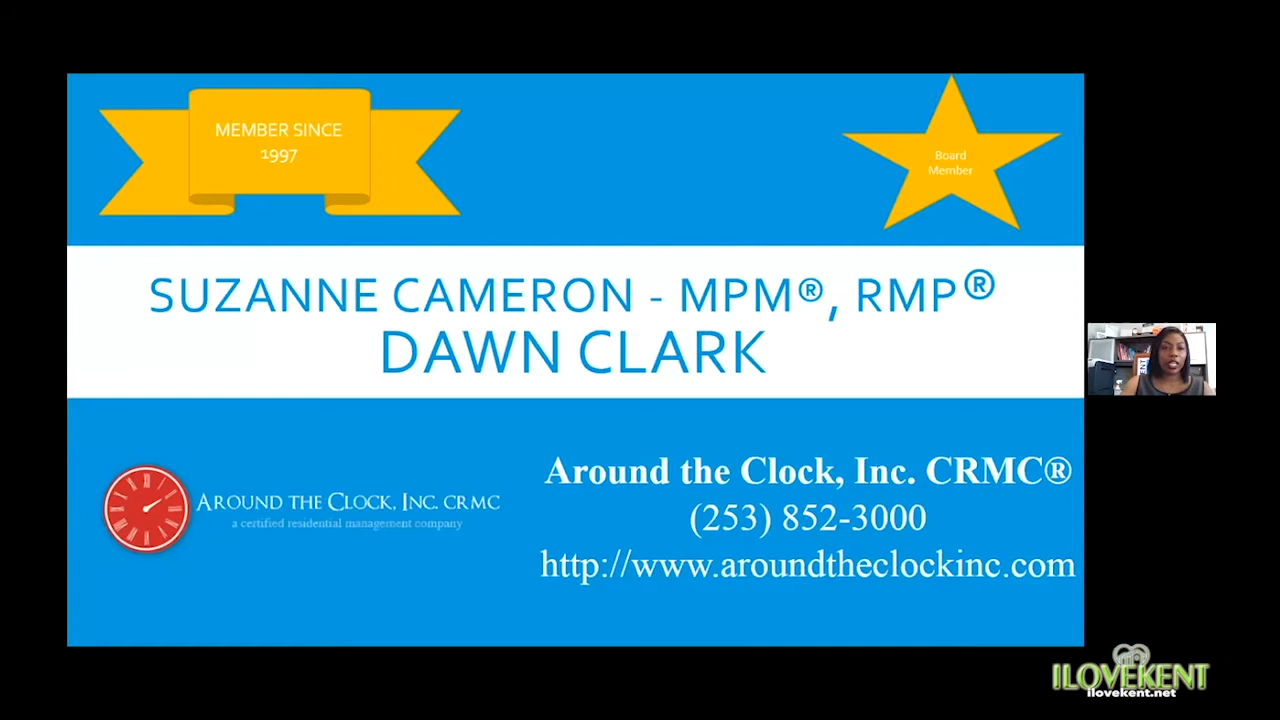 MEMBER SINCE
1997
Board
Member
SUZANNE CAMERON - MPM®, RMP®
DAWN CLARK
AROUND THE CLOCK, INC. CRMC
a certified residential management company
Around the Clock, Inc. CRMC®
(253) 852-3000
http://www.aroundtheclockinc.com
ILOVEKENT
ilovekent.net